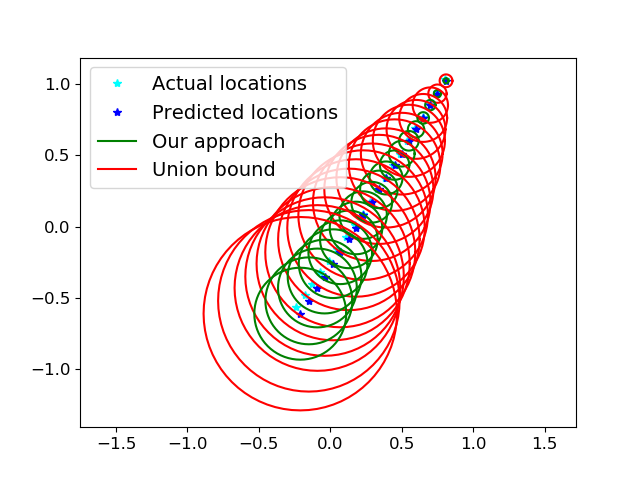 Actual locations
Predicted locations
Our approach
Union bound
1.0
0.5
0.0
−0.5
−1.0
−1.5 −1.0 −0.5 0.0 0.5 1.0 1.5